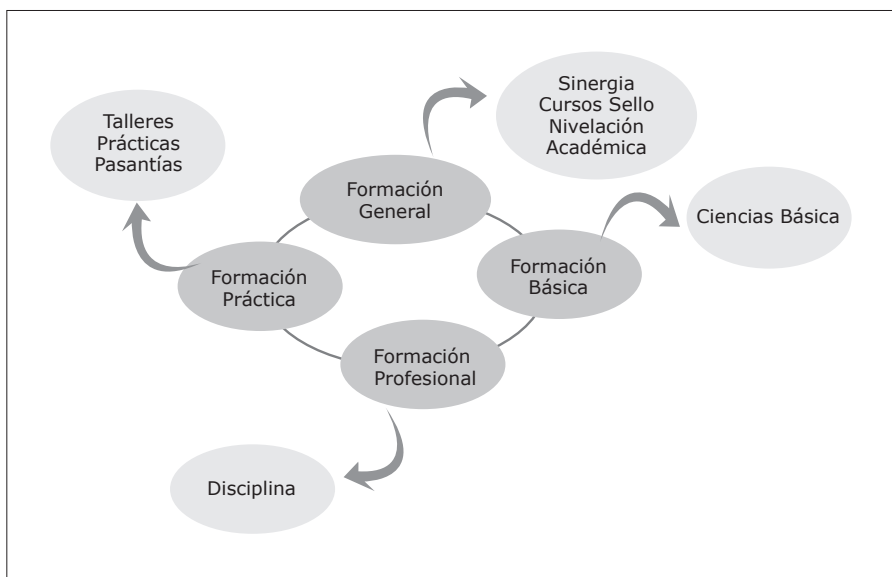 Sinergia
Cursos Sello
Nivelación
Académica
Talleres
Prácticas
Pasantías
Formación
General
Ciencias Básica
Formación
Básica
Formación
Práctica
Formación
Profesional
Disciplina